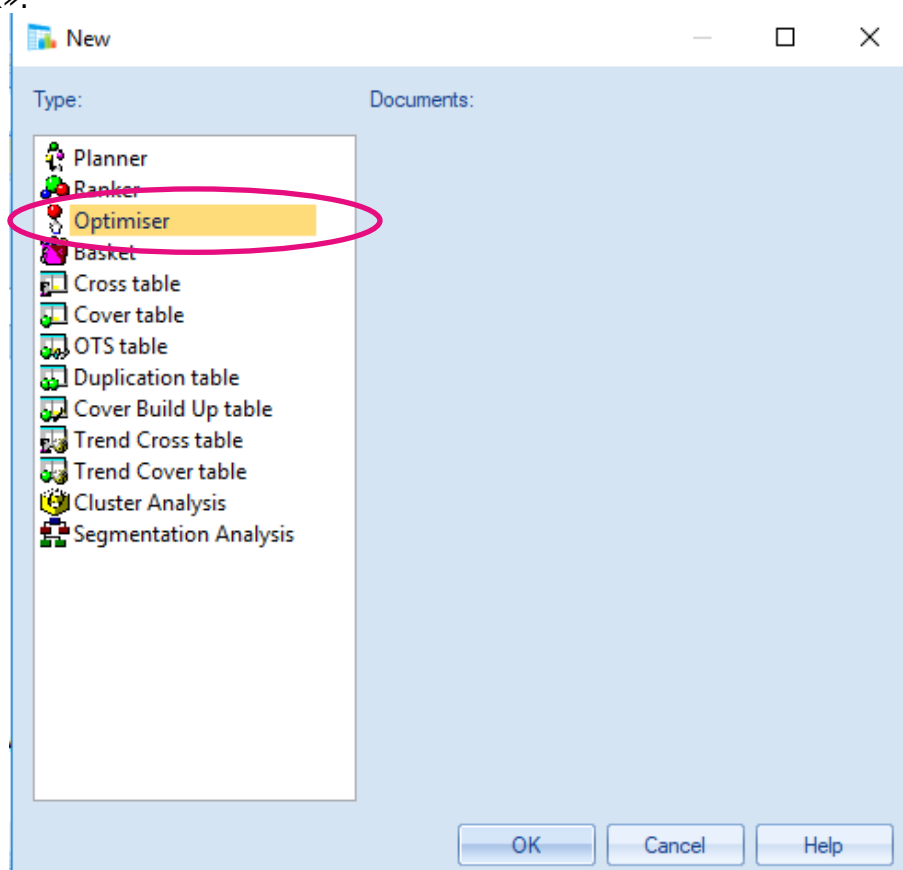 ».
New
Type:
Documents:
Planner
Ranker
Optimiser
Basket
Cross table
Cover table
OTS table
Duplication table
Cover Build Up table
Trend Cross table
Trend Cover table
Cluster Analysis
Segmentation Analysis
OK
Cancel
Help